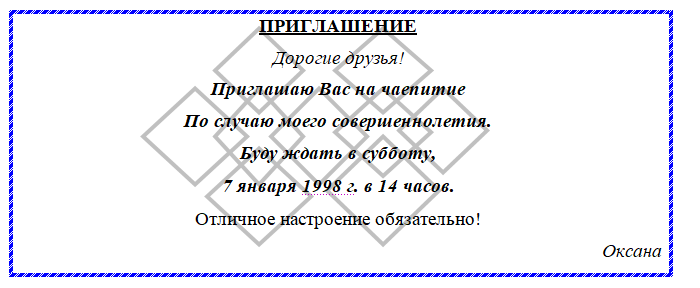 ПРИГЛАШЕНИЕ
Дорогие друзья!
Приглашаю Вас на чаепитие
По случаю моего совершеннолетия.
Буду ждать в субботу,
7 января 1998 г. в 14 часов.
Отличное настроение обязательно!
Оксана